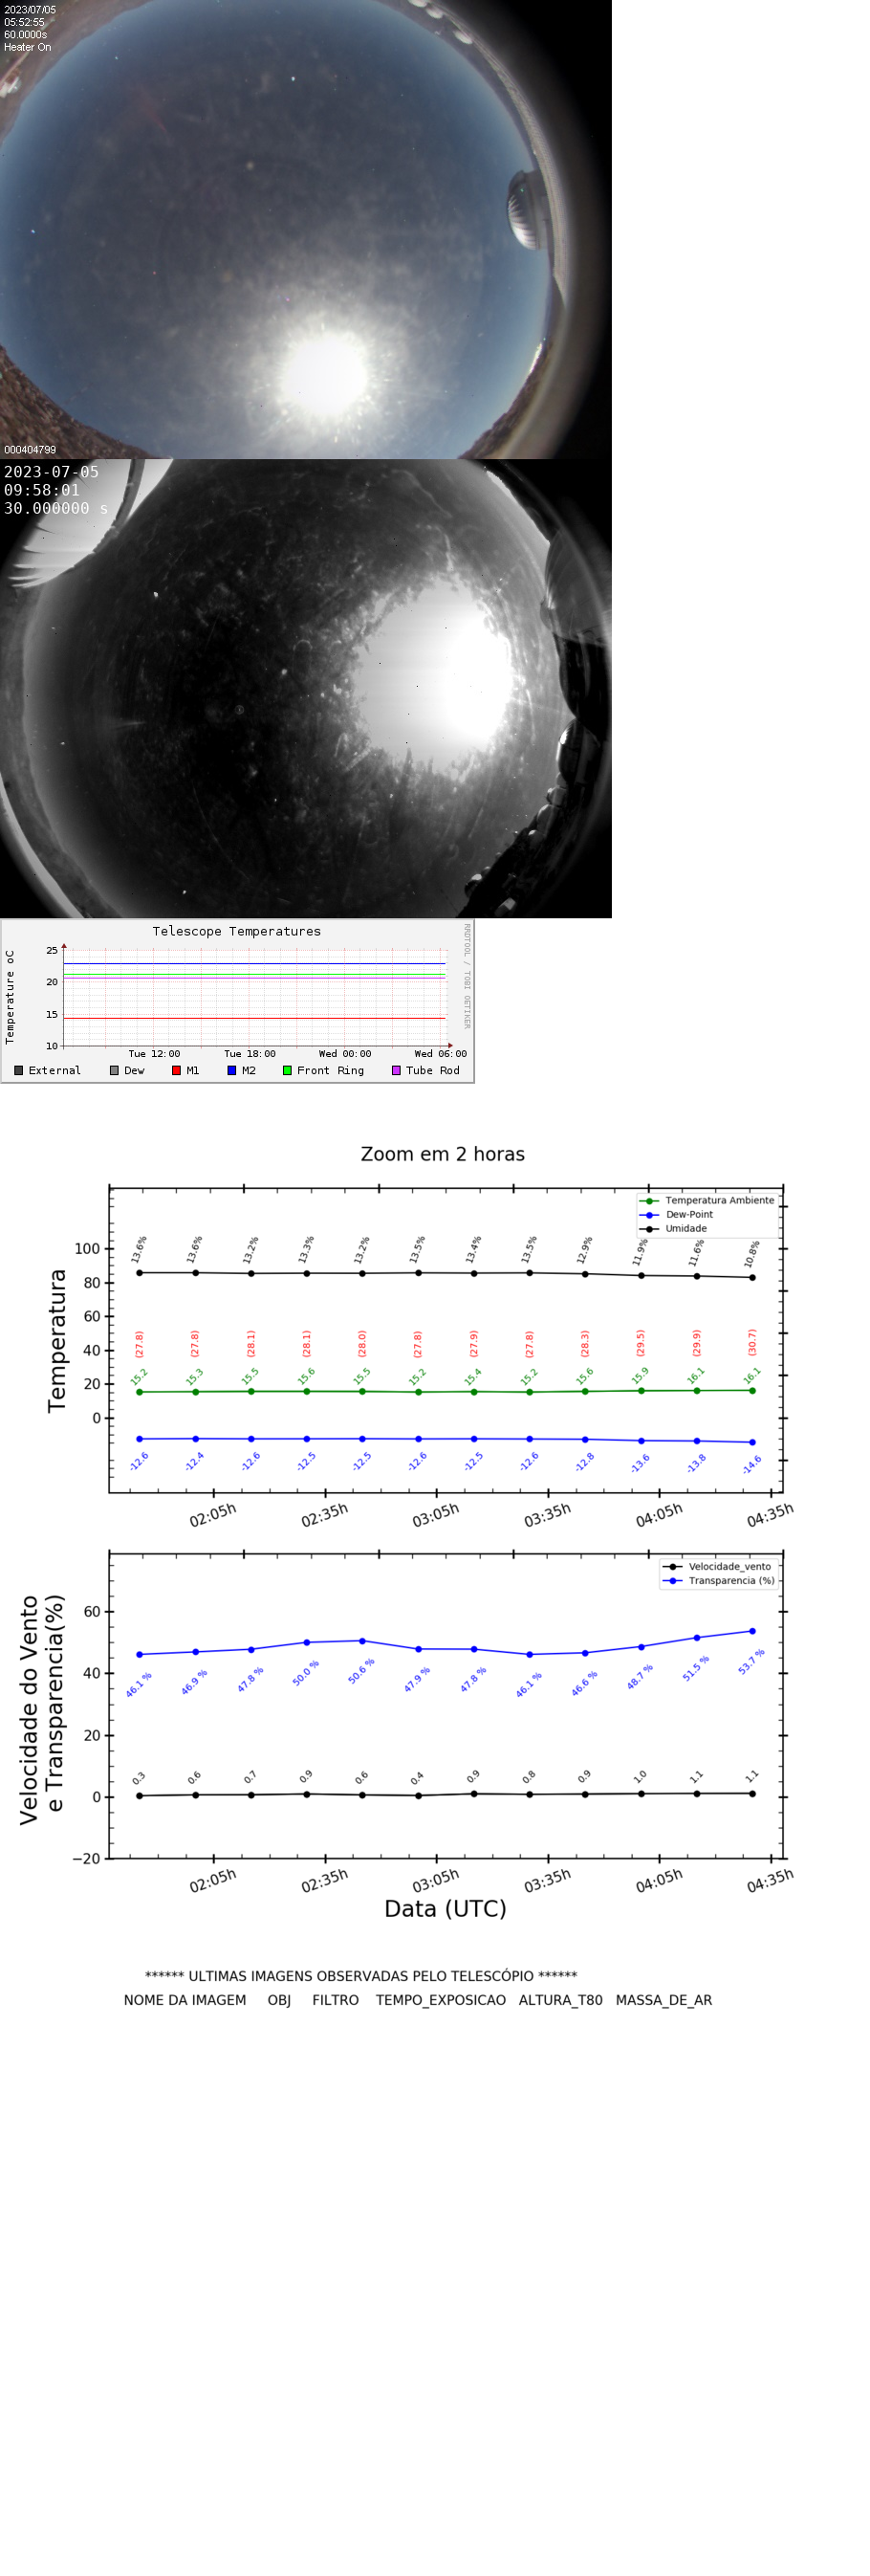 2023/07/05
05:52:55
60.0000s
Heater On
000404799
2023-07-05
09:58:01
30.000000 s
Telescope Temperatures
RRDTOOL / TOBI OETIKER
Temperature oC
25
20
15
10
Tue 12:00 Tue 18:00 Wed 00:00 Wed 06:00
External Dew M1 M2 Front Ring Tube Rod
Zoom em 2 horas
Temperatura Ambiente
Dew-Point
Umidade
Temperatura
100
80
60
40
20
0
13.6% 13.6% 13.2% 13.3% 13.2% 13.5% 13.4% 13.5% 12.9% 11.9% 11.6% 10.8%
(27.8) (27.8) (28.1) (28.1) (28.0) (27.8) (27.9) (27.8) (28.3) (29.5) (29.9) (30.7)
15.2 15.3 15.5 15.6 15.5 15.2 15.4 15.2 15.6 15.9 16.1 16.1
-12.6 -12.4 -12.6 -12.5 -12.5 -12.6 -12.5 -12.6 -12.8 -13.6 -13.8 -14.6
02:05h 02:35h 03:05h 03:35h 04:05h 04:35h
Velocidade_vento
Transparencia (%)
Velocidade do Vento
e Transparencia(%)
60
40
20
0
−20
46.1 % 46.9 % 47.8 % 50.0 % 50.6 % 47.9 % 47.8 % 46.1 % 46.6 % 48.7 % 51.5 % 53.7 %
0.3 0.6 0.7 0.9 0.6 0.4 0.9 0.8 0.9 1.0 1.1 1.1
02:05h 02:35h 03:05h 03:35h 04:05h 04:35h
Data (UTC)
****** ULTIMAS IMAGENS OBSERVADAS PELO TELESCÓPIO ******
NOME DA IMAGEM OBJ FILTRO TEMPO_EXPOSICAO ALTURA_T80 MASSA_DE_AR